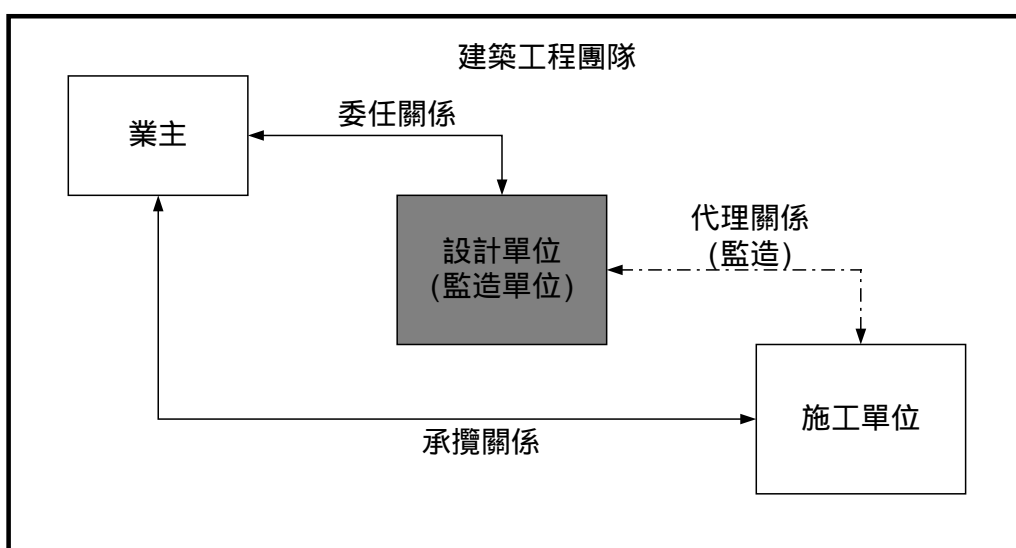 建築工程團隊
業主
委任關係
設計單位
(監造單位)
代理關係
(監造)
施工單位
承攬關係